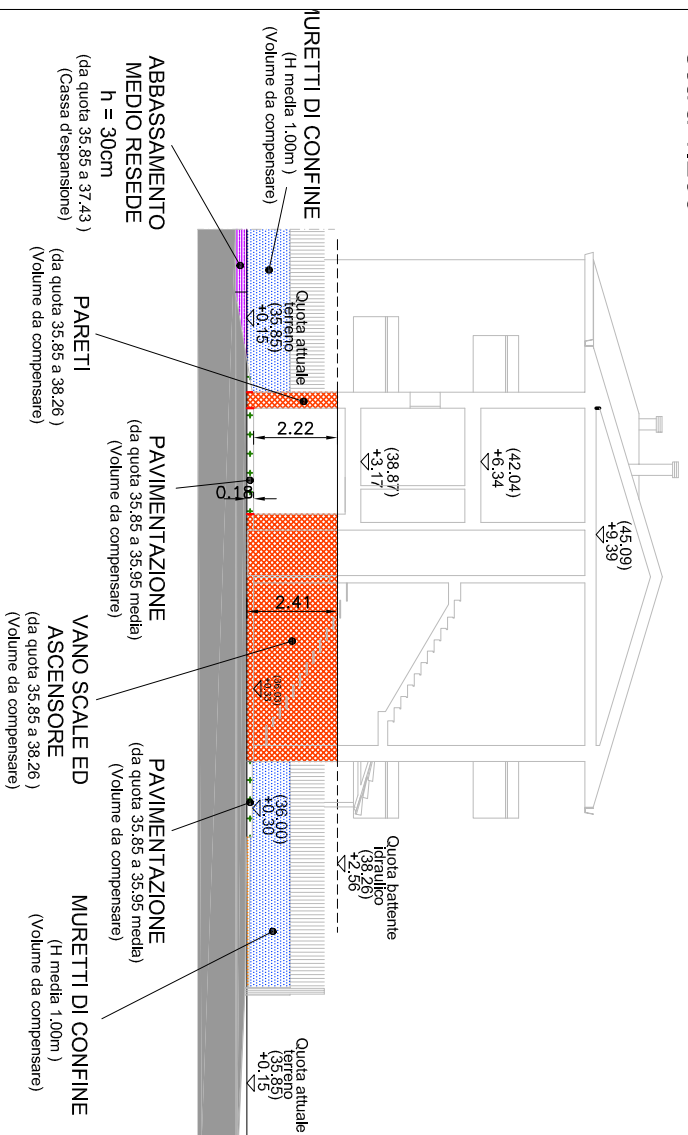 MURETTI DI CONFINE
(H media 1.00m )
(Volume da compensare)
ABBASSAMENTO
MEDIO RESEDE
h = 30cm
(da quota 35.85 a 37.43 )
(Cassa d'espansione)
PARETI
(da quota 35.85 a 38.26 )
(Volume da compensare)
PAVIMENTAZIONE
(da quota 35.85 a 35.95 media)
(Volume da compensare)
VANO SCALE ED
ASCENSORE
(da quota 35.85 a 38.26 )
(Volume da compensare)
PAVIMENTAZIONE
(da quota 35.85 a 35.95 media)
(Volume da compensare)
MURETTI DI CONFINE
(H media 1.00m )
(Volume da compensare)
Quota attuale
terreno
(35.85)
+0.15
2.22
0.18
2.41
(36.00)
+0.30
(38.87)
+3.17
(42.04)
+6.34
(45.09)
+9.39
Quota battente
idraulico
(38.26)
+2.56
Quota attuale
terreno
(35.85)
+0.15